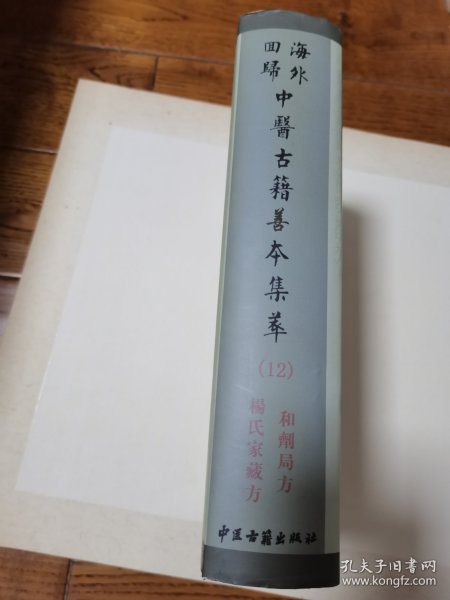 海外
回歸
中醫古籍善本集萃
(12)
和劑局方
楊氏家藏方
中医古籍出版社
孔夫子旧书网
www.kongfz.com